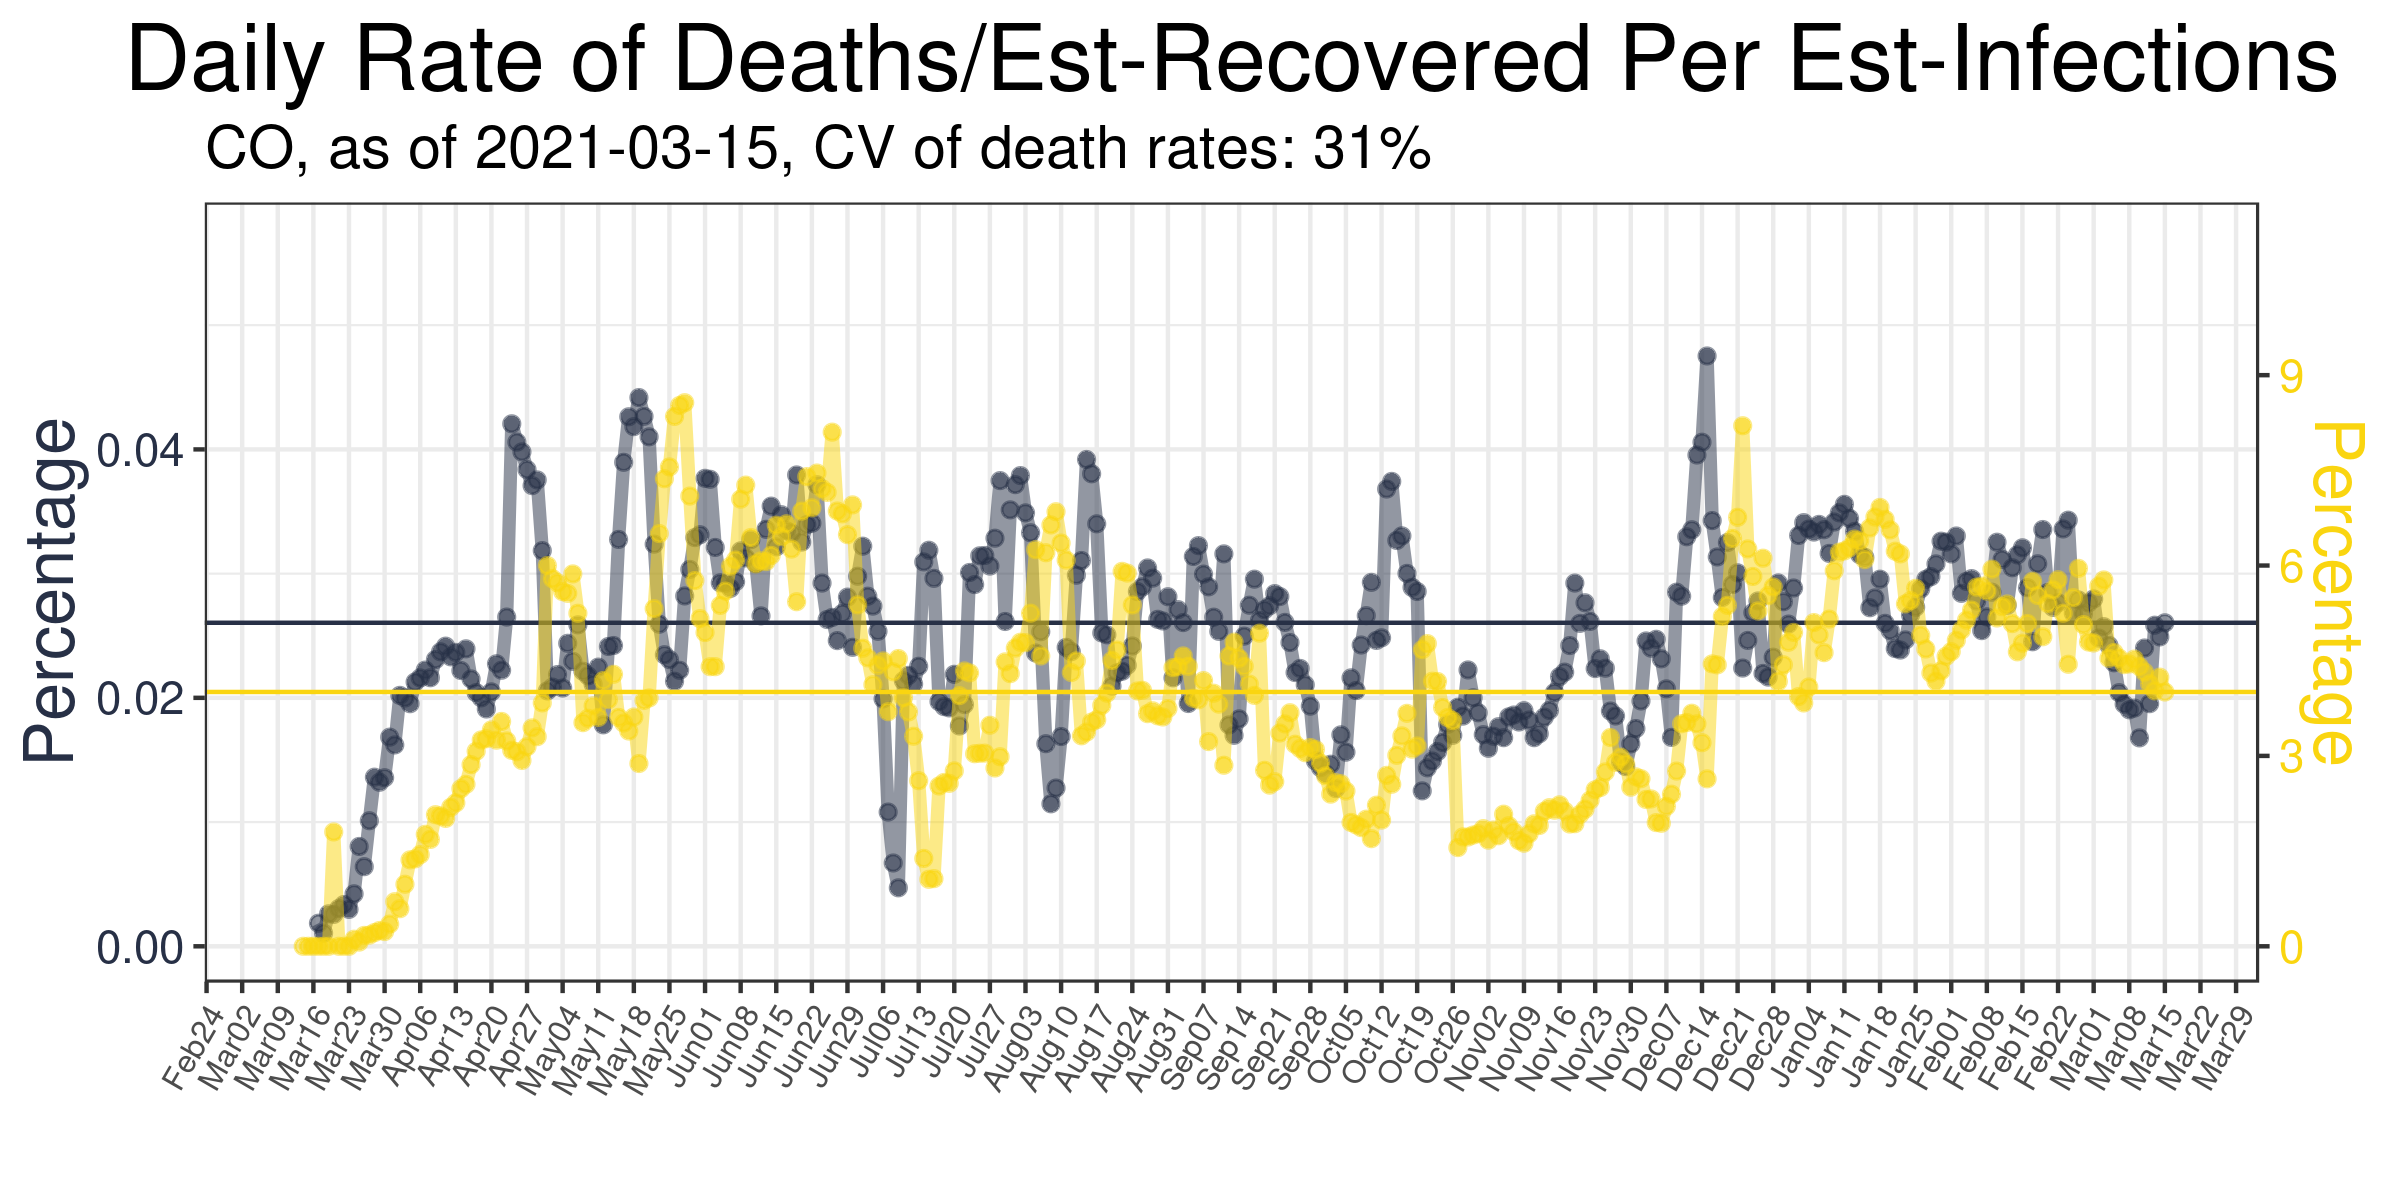 Daily Rate of Deaths/Est-Recovered Per Est-Infections
CO, as of 2021-03-15, CV of death rates: 31%
Percentage
0.04
0.02
0.00
9
6
3
0
Percentage
Feb24
Mar02
Mar09
Mar16
Mar23
Mar30
Apr06
Apr13
Apr20
Apr27
May04
May11
May18
May25
Jun01
Jun08
Jun15
Jun22
Jun29
Jul06
Jul13
Jul20
Jul27
Aug03
Aug10
Aug17
Aug24
Aug31
Sep07
Sep14
Sep21
Sep28
Oct05
Oct12
Oct19
Oct26
Nov02
Nov09
Nov16
Nov23
Nov30
Dec07
Dec14
Dec21
Dec28
Jan04
Jan11
Jan18
Jan25
Feb01
Feb08
Feb15
Feb22
Mar01
Mar08
Mar15
Mar22
Mar29